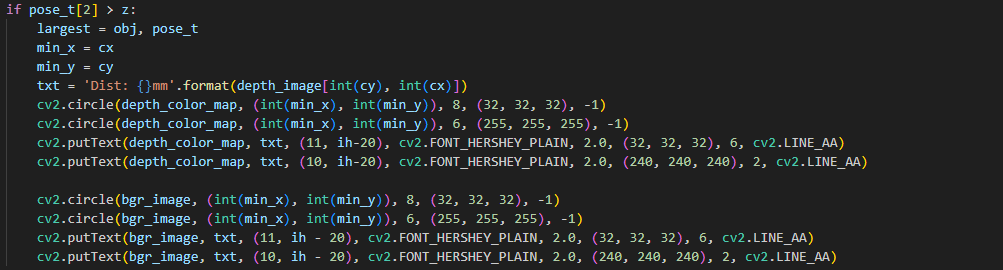 if pose_t[2] > z:
    largest = obj, pose_t
    min_x = cx
    min_y = cy
    txt = 'Dist: {}mm'.format(depth_image[int(cy), int(cx)])
    cv2.circle(depth_color_map, (int(min_x), int(min_y)), 8, (32, 32, 32), -1)
    cv2.circle(depth_color_map, (int(min_x), int(min_y)), 6, (255, 255, 255), -1)
    cv2.putText(depth_color_map, txt, (11, ih-20), cv2.FONT_HERSHEY_PLAIN, 2.0, (32, 32, 32), 6, cv2.LINE_AA)
    cv2.putText(depth_color_map, txt, (10, ih-20), cv2.FONT_HERSHEY_PLAIN, 2.0, (240, 240, 240), 2, cv2.LINE_AA)

    cv2.circle(bgr_image, (int(min_x), int(min_y)), 8, (32, 32, 32), -1)
    cv2.circle(bgr_image, (int(min_x), int(min_y)), 6, (255, 255, 255), -1)
    cv2.putText(bgr_image, txt, (11, ih - 20), cv2.FONT_HERSHEY_PLAIN, 2.0, (32, 32, 32), 6, cv2.LINE_AA)
    cv2.putText(bgr_image, txt, (10, ih - 20), cv2.FONT_HERSHEY_PLAIN, 2.0, (240, 240, 240), 2, cv2.LINE_AA)